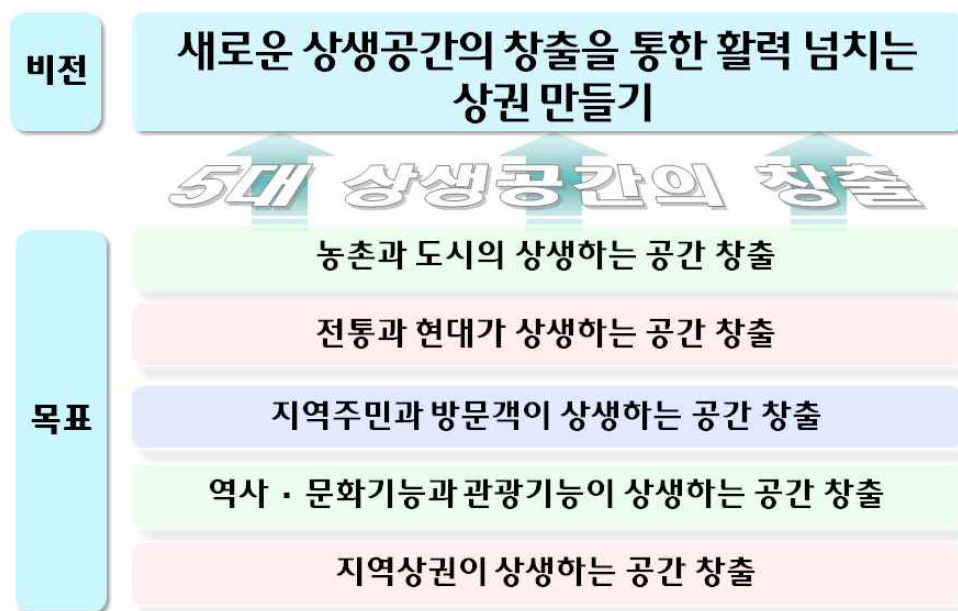 비전
새로운 상생공간의 창출을 통한 활력 넘치는
상권 만들기
5대 상생공간의 창출
목표
농촌과 도시의 상생하는 공간 창출
전통과 현대가 상생하는 공간 창출
지역주민과 방문객이 상생하는 공간 창출
역사 · 문화기능과 관광기능이 상생하는 공간 창출
지역상권이 상생하는 공간 창출